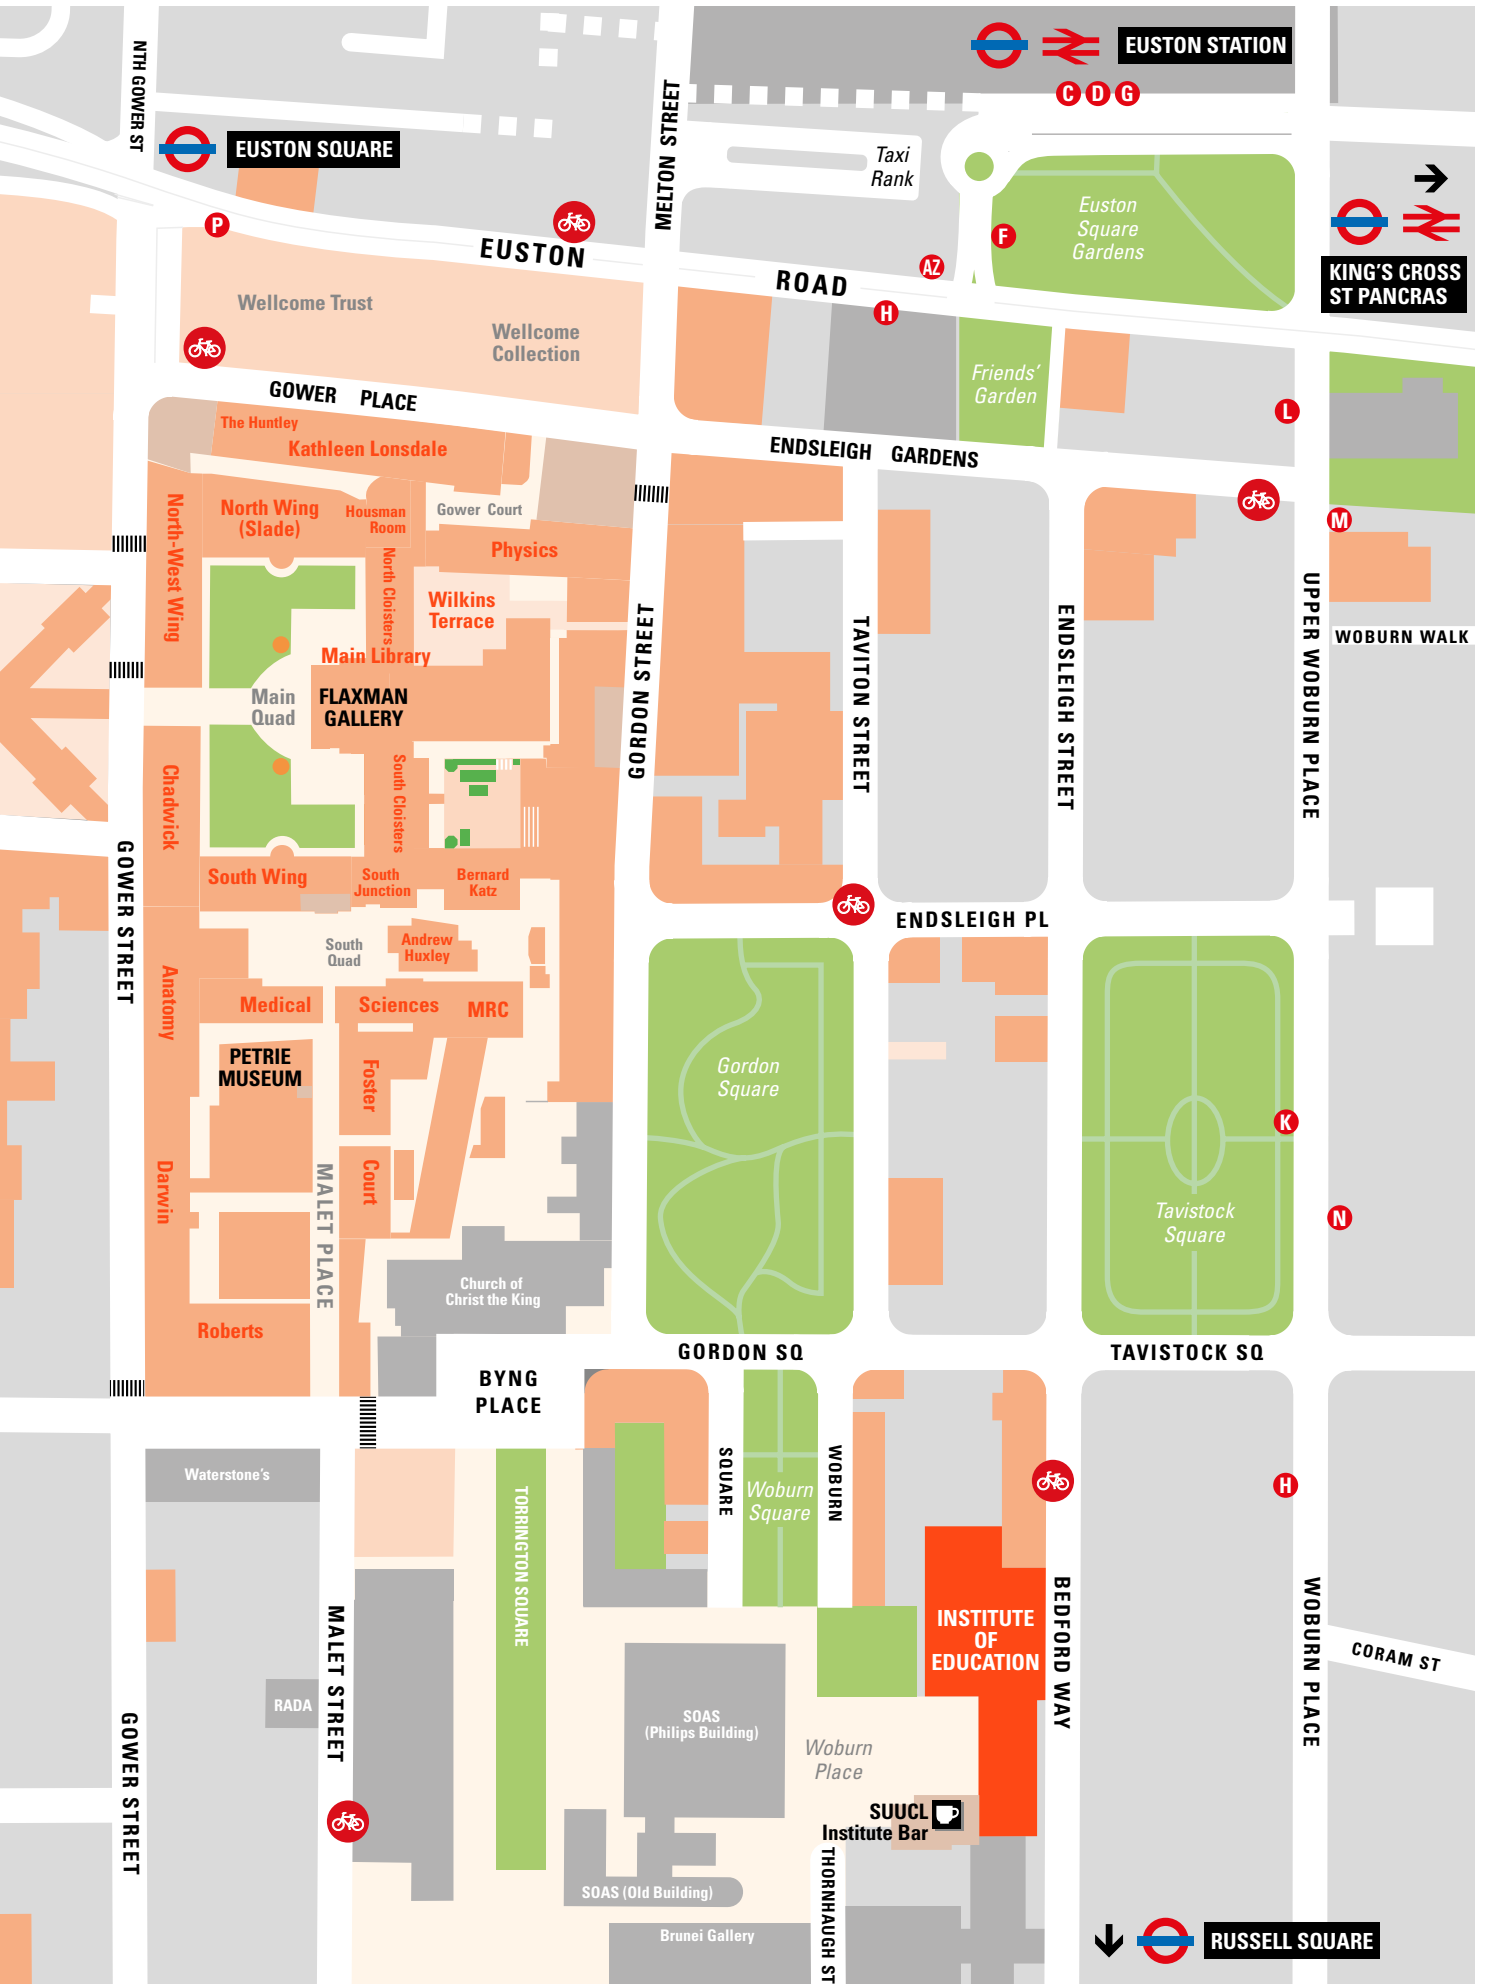 EUSTON STATION
C D G
NTH GOWER ST
EUSTON SQUARE
MELTON STREET
Taxi
Rank
P
EUSTON
ROAD
AZ
F
H
Euston
Square
Gardens
KING'S CROSS
ST PANCRAS
Wellcome Trust
Wellcome
Collection
Friends'
Garden
L
GOWER PLACE
ENDSLEIGH GARDENS
The Huntley
Kathleen Lonsdale
North-West Wing
North Wing
(Slade)
Housman
Room
Gower Court
Physics
M
North Cloisters
Wilkins
Terrace
Main Library
Main
Quad
FLAXMAN
GALLERY
GORDON STREET
TAVITON STREET
ENDSLEIGH STREET
UPPER WOBURN PLACE
WOBURN WALK
Chadwick
South Cloisters
GOWER STREET
South Wing
South
Junction
Bernard
Katz
ENDSLEIGH PL
South
Quad
Andrew
Huxley
Anatomy
Medical
Sciences
MRC
PETRIE
MUSEUM
Foster
Court
Gordon
Square
K
Darwin
MALET PLACE
Tavistock
Square
N
Church of
Christ the King
Roberts
GORDON SQ
TAVISTOCK SQ
BYNG
PLACE
Waterstone's
TORRINGTON SQUARE
SQUARE
Woburn
Square
WOBURN
H
MALET STREET
INSTITUTE
OF
EDUCATION
BEDFORD WAY
WOBURN PLACE
CORAM ST
RADA
GOWER STREET
SOAS
(Philips Building)
Woburn
Place
SUUCL
Institute Bar
THORNHAUGH ST
SOAS (Old Building)
Brunei Gallery
RUSSELL SQUARE